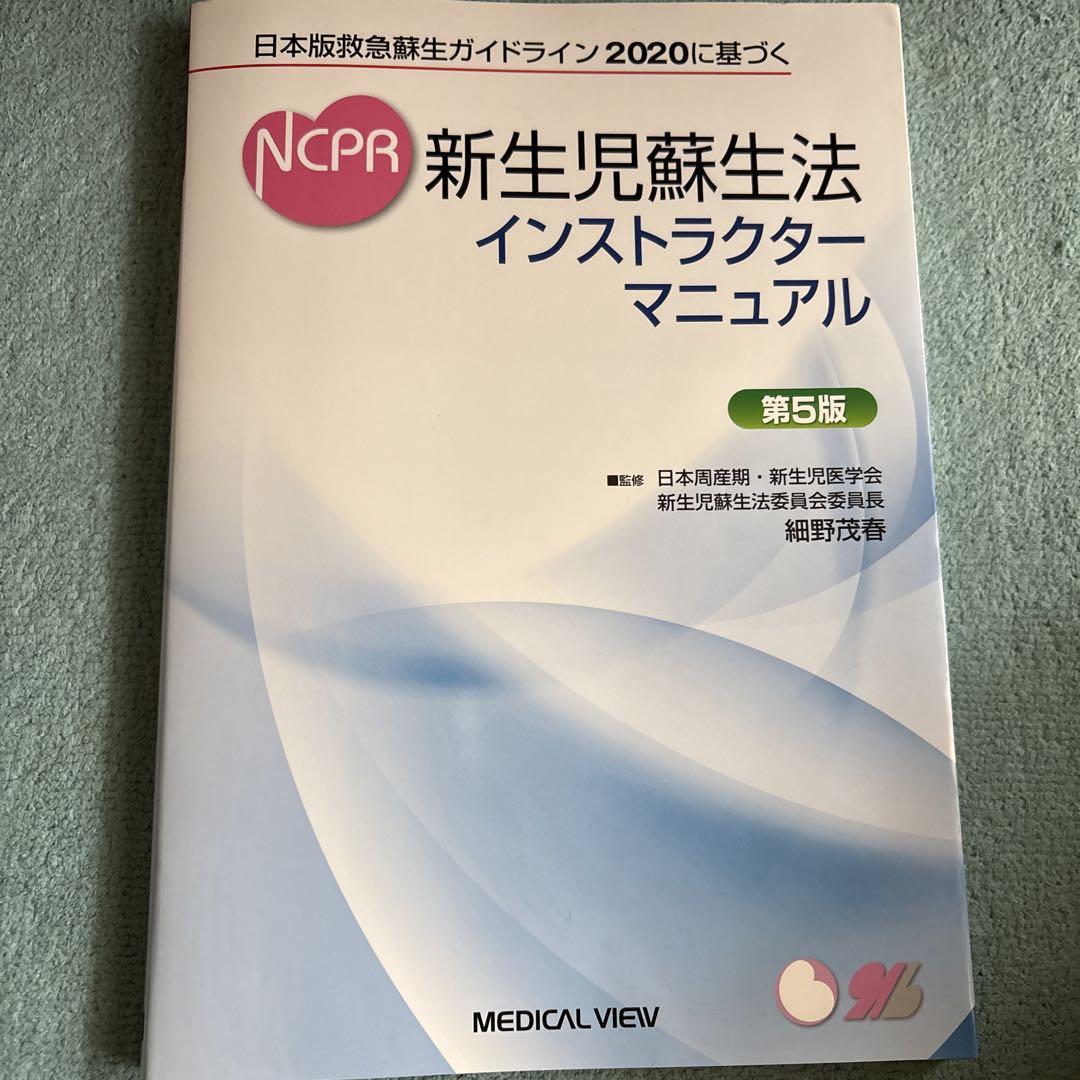 日本版救急蘇生ガイドライン2020に基づく
NCPR
新生児蘇生法
インストラクター
マニュアル
第5版
■監修 日本周産期・新生児医学会
新生児蘇生法委員会委員長
細野茂春
MEDICAL VIEW